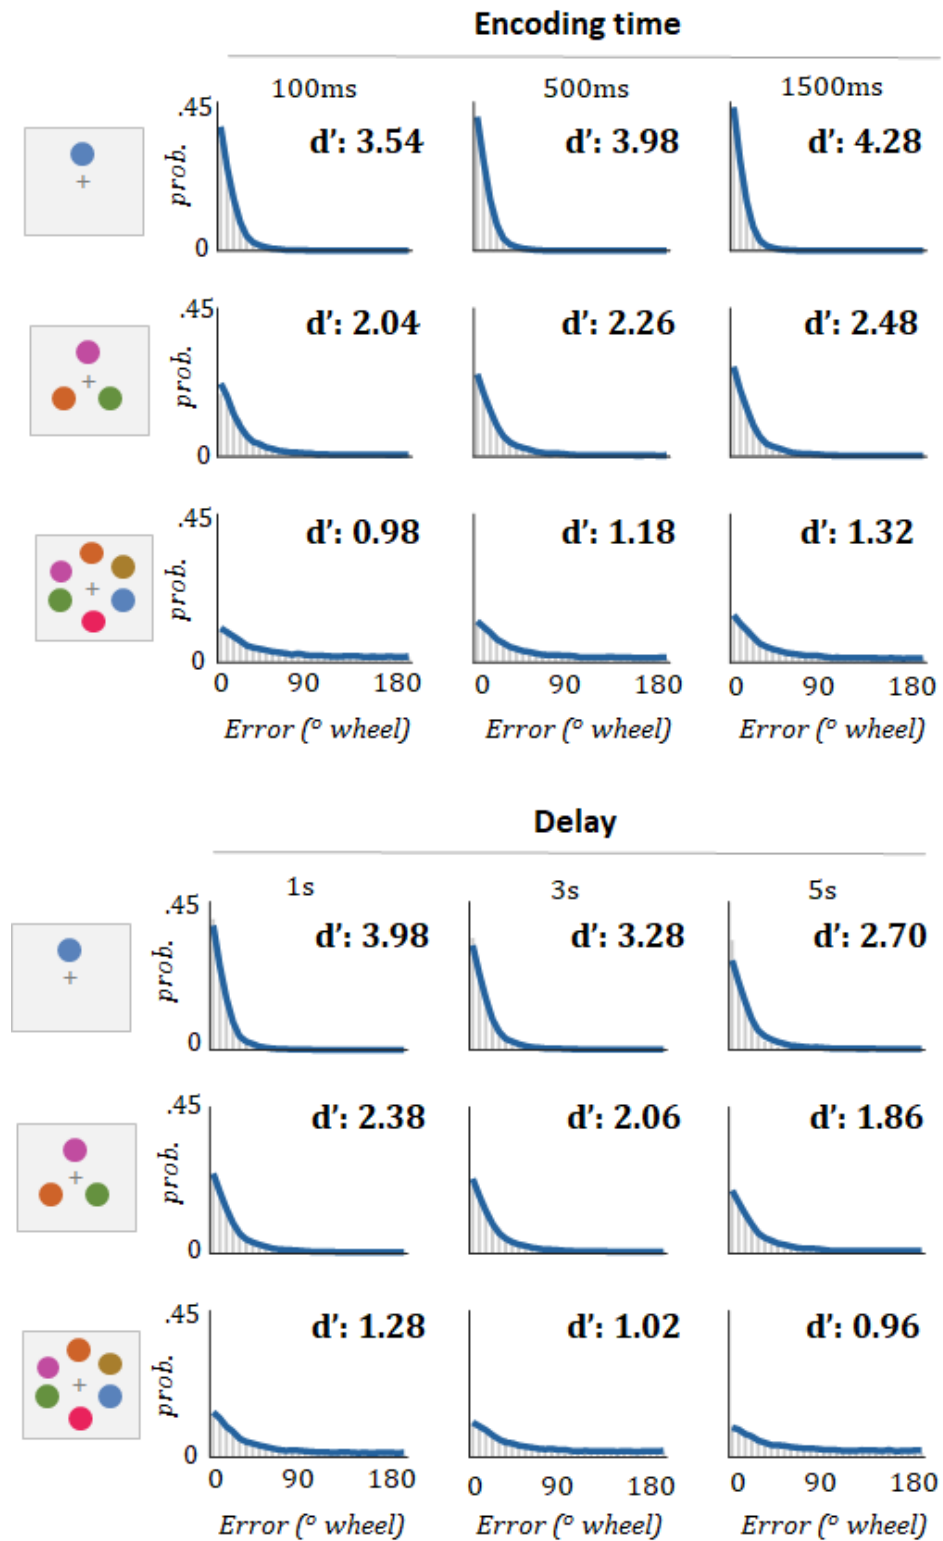 Encoding time
100ms 500ms 1500ms
.45 d′: 3.54 d′: 3.98 d′: 4.28
prob.
+
0
.45 d′: 2.04 d′: 2.26 d′: 2.48
prob.
+
0
.45 d′: 0.98 d′: 1.18 d′: 1.32
prob.
+
0
0 90 180 0 90 180 0 90 180
Error (° wheel) Error (° wheel) Error (° wheel)
Delay
1s 3s 5s
.45 d′: 3.98 d′: 3.28 d′: 2.70
prob.
+
0
.45 d′: 2.38 d′: 2.06 d′: 1.86
prob.
+
0
.45 d′: 1.28 d′: 1.02 d′: 0.96
prob.
+
0
0 90 180 0 90 180 0 90 180
Error (° wheel) Error (° wheel) Error (° wheel)